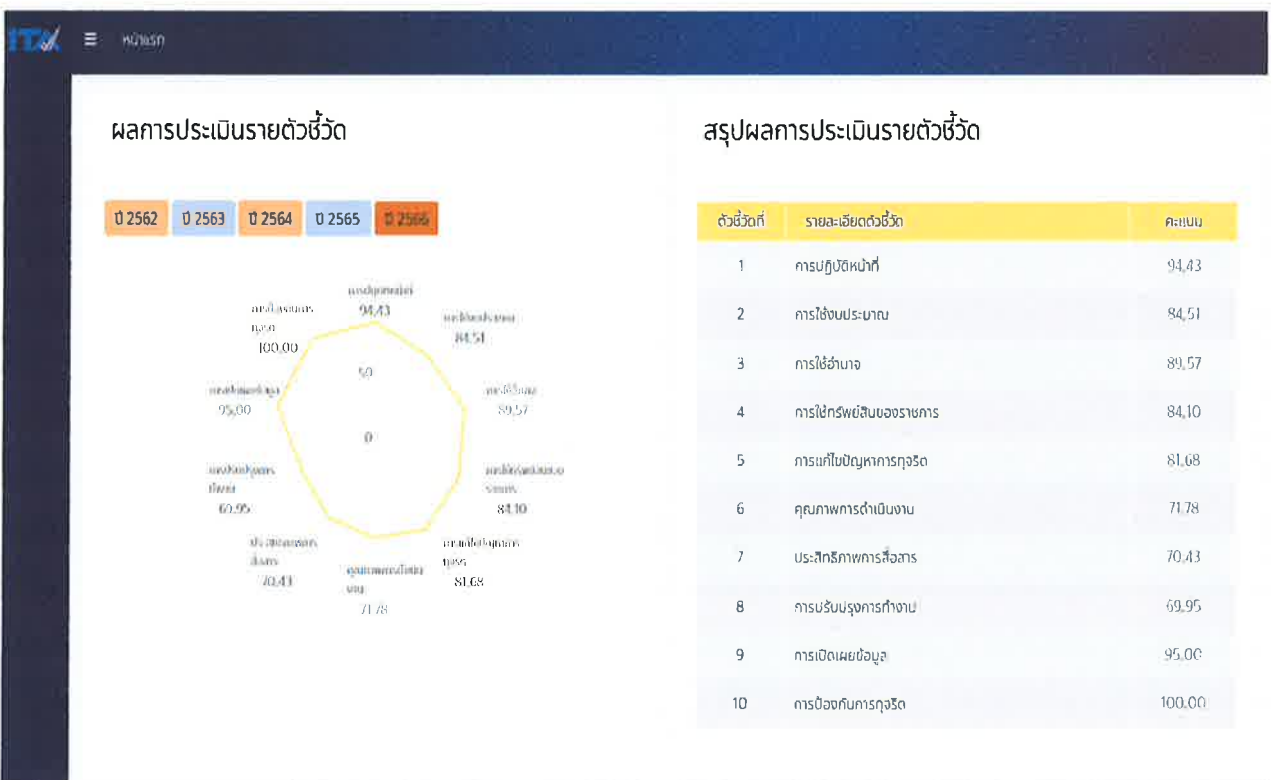 ITA
หน้าแรก
ผลการประเมินรายตัวชี้วัด
ปี 2562
ปี 2563
ปี 2564
ปี 2565
ปี 2566
94.43
84.51
89.57
84.10
81.68
71.78
70.43
69.95
95.00
100.00
50
0
สรุปผลการประเมินรายตัวชี้วัด
ตัวชี้วัดที่ รายละเอียดตัวชี้วัด คะแนน
1 การปฏิบัติหน้าที่ 94.43
2 การใช้งบประมาณ 84.51
3 การใช้อำนาจ 89.57
4 การใช้ทรัพย์สินของราชการ 84.10
5 การแก้ไขปัญหาการทุจริต 81.68
6 คุณภาพการดำเนินงาน 71.78
7 ประสิทธิภาพการสื่อสาร 70.43
8 การปรับปรุงการทำงาน 69.95
9 การเปิดเผยข้อมูล 95.00
10 การป้องกันการทุจริต 100.00